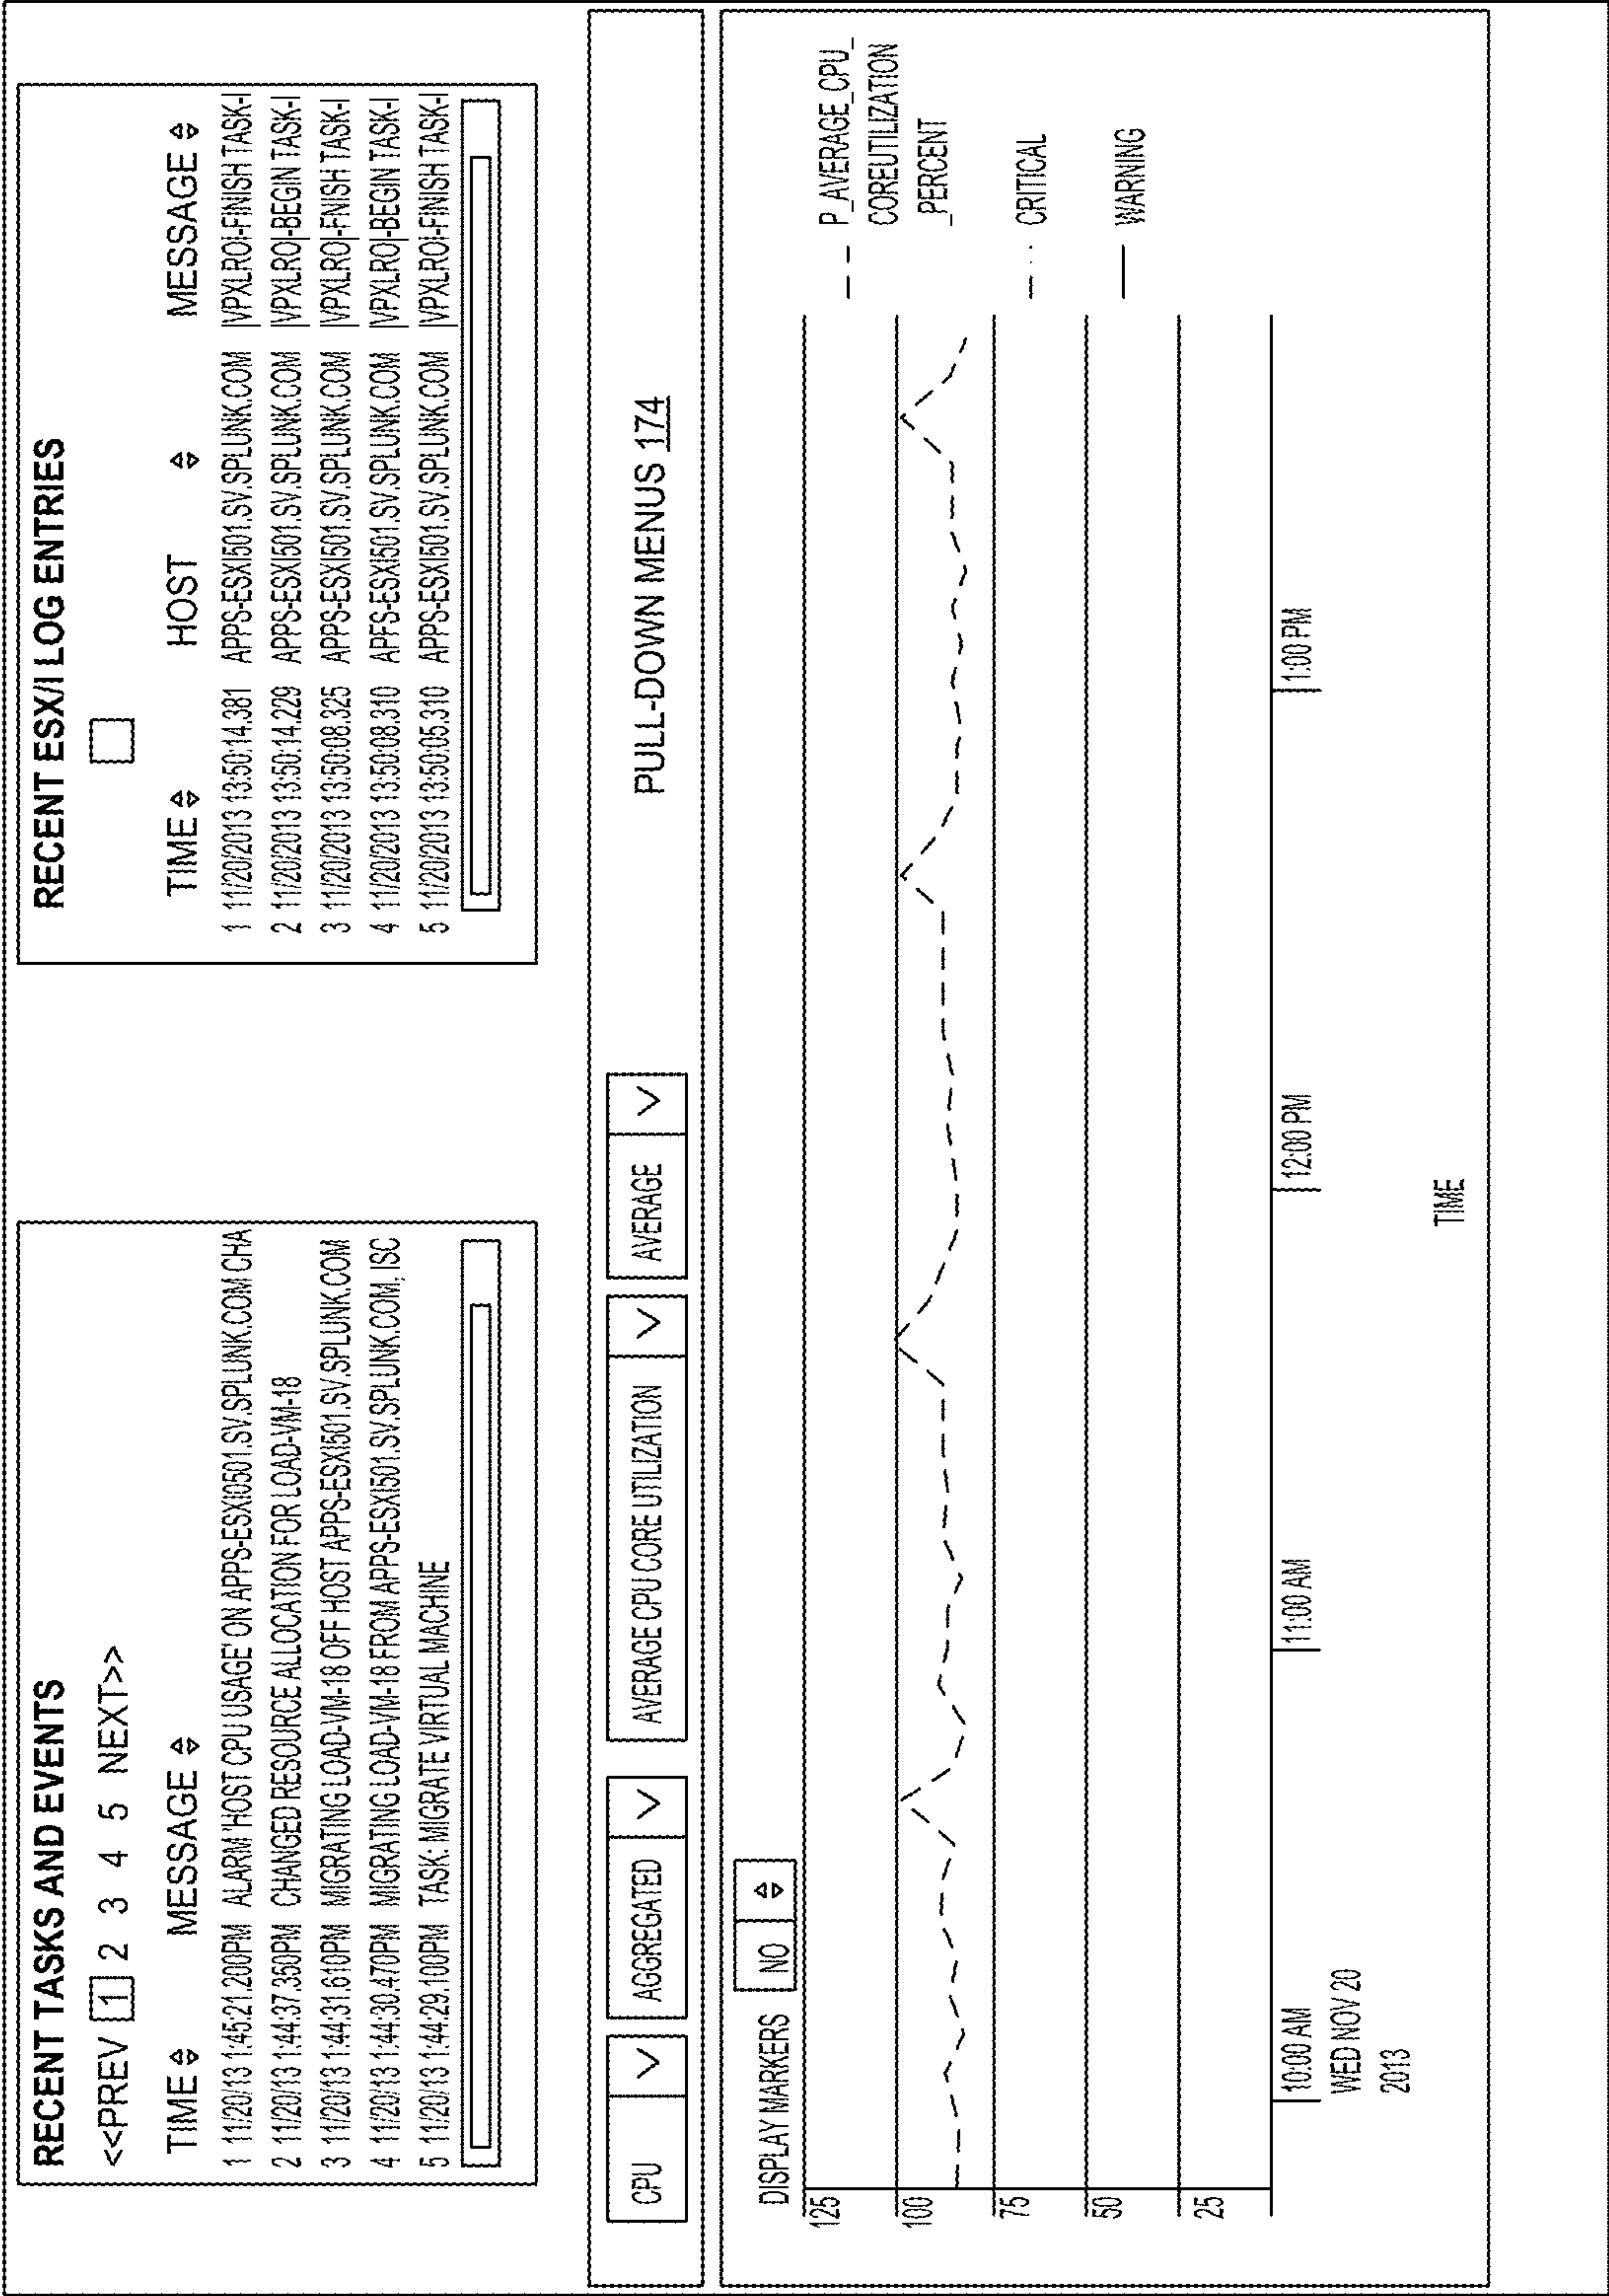 RECENT TASKS AND EVENTS
<<PREV 1 2 3 4 5 NEXT>>
TIME MESSAGE
1 11/20/13 1:45:21.200PM ALARM 'HOST CPU USAGE' ON APPS-ESXI0501.SV.SPLUNK.COM CHA
2 11/20/13 1:44:37.350PM CHANGED RESOURCE ALLOCATION FOR LOAD-VM-18
3 11/20/13 1:44:31.610PM MIGRATING LOAD-VM-18 OFF HOST APPS-ESXI501.SV.SPLUNK.COM
4 11/20/13 1:44:30.470PM MIGRATING LOAD-VM-18 FROM APPS-ESXI501.SV.SPLUNK.COM, ISC
5 11/20/13 1:44:29.100PM TASK: MIGRATE VIRTUAL MACHINE
RECENT ESX/I LOG ENTRIES
TIME HOST MESSAGE
1 11/20/2013 13:50:14.381 APPS-ESXI501.SV.SPLUNK.COM |VPXLRO|-FINISH TASK-I
2 11/20/2013 13:50:14.229 APPS-ESXI501.SV.SPLUNK.COM |VPXLRO|-BEGIN TASK-I
3 11/20/2013 13:50:08.325 APPS-ESXI501.SV.SPLUNK.COM |VPXLRO|-FNISH TASK-I
4 11/20/2013 13:50:08.310 APFS-ESXI501.SV.SPLUNK.COM |VPXLRO|-BEGIN TASK-I
5 11/20/2013 13:50:05.310 APPS-ESXI501.SV.SPLUNK.COM |VPXLRO|-FINISH TASK-I
CPU V AGGREGATED V AVERAGE CPU CORE UTILIZATION V AVERAGE V PULL-DOWN MENUS 174
DISPLAY MARKERS NO
125
100
75
50
25
10:00 AM 11:00 AM 12:00 PM 1:00 PM
WED NOV 20
2013
TIME
P_AVERAGE_CPU_
COREUTILIZATION
_PERCENT
CRITICAL
WARNING